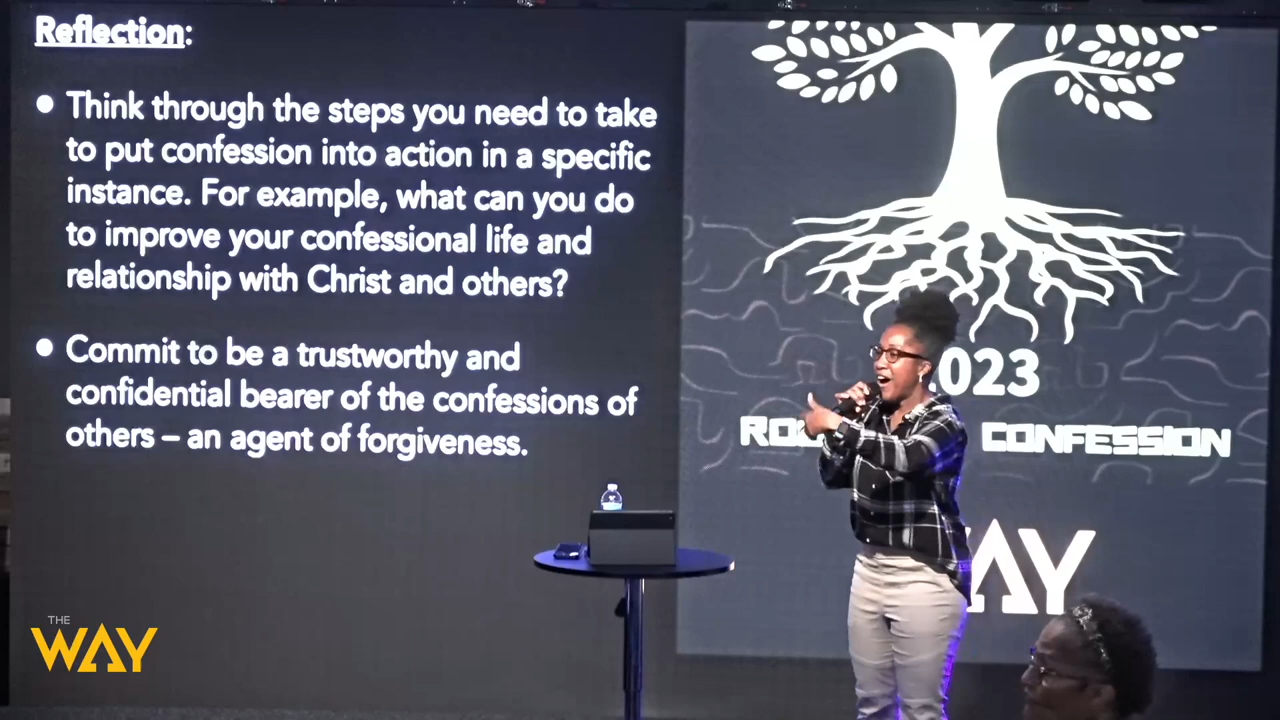 Reflection:
• Think through the steps you need to take
to put confession into action in a specific
instance. For example, what can you do
to improve your confessional life and
relationship with Christ and others?
• Commit to be a trustworthy and
confidential bearer of the confessions of
others – an agent of forgiveness.
023
CONFESSION
WAY
THE
WAY